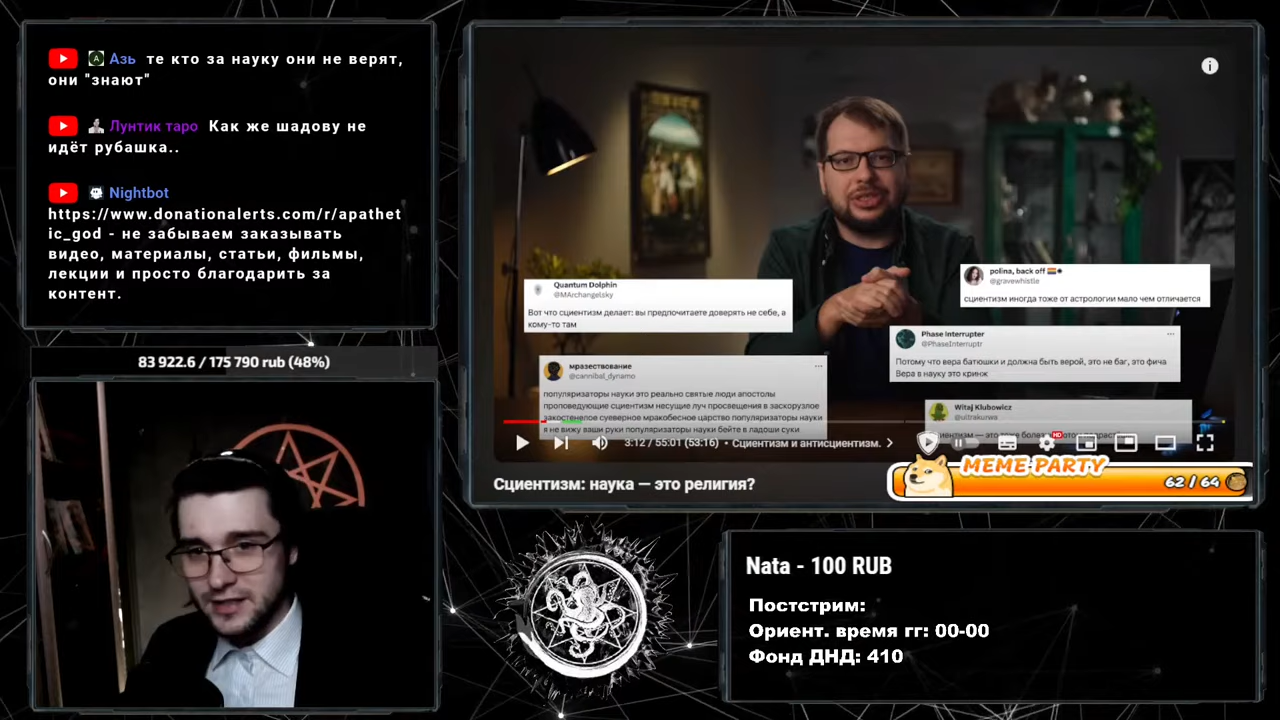 Азь те кто за науку они не верят,
они "знают"
Лунтик таро Как же шадову не
идёт рубашка..
Nightbot
https://www.donationalerts.com/r/apathet
ic_god - не забываем заказывать
видео, материалы, статьи, фильмы,
лекции и просто благодарить за
контент.
83 922.6 / 175 790 rub (48%)
Quantum Dolphin
@MArchangelsky
Вот что сциентизм делает: вы предпочитаете доверять не себе, а
кому-то там
polina, back off
@gravewhistle
сциентизм иногда тоже от астрологии мало чем отличается
Phase Interrupter
@PhaseInterruptr
Потому что вера батюшки и должна быть верой, это не баг, это фича
Вера в науку это кринж
мразествование
@cannibal_dynamo
популяризаторы науки это реально святые люди апостолы
проповедующие сциентизм несущие луч просвещения в заскорузлое
закостенелое суеверное мракобесное царство популяризаторы науки
я не вижу ваши руки популяризаторы науки бейте в ладоши суки
Witaj Klubowicz
@ultrakurwa
3:12 / 55:01 (53:16) • Сциентизм и антисциентизм.
HD
Сциентизм: наука — это религия?
MEME PARTY
62 / 64
Nata - 100 RUB
Постстрим:
Ориент. время гг: 00-00
Фонд ДНД: 410